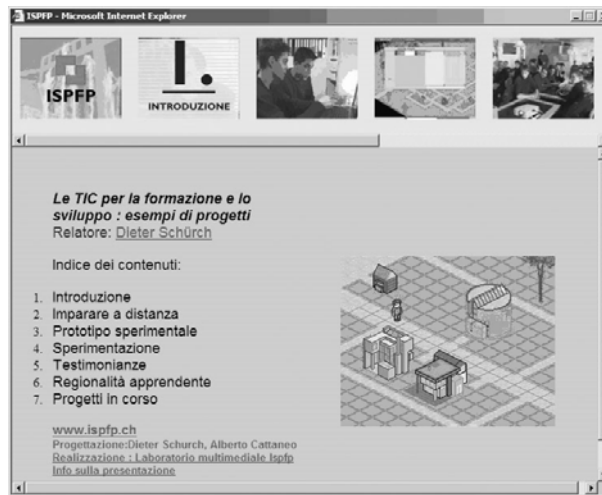 ISPFP - Microsoft Internet Explorer
ISPFP
1.
INTRODUZIONE
Le TIC per la formazione e lo
sviluppo : esempi di progetti
Relatore: Dieter Schürch
Indice dei contenuti:
1. Introduzione
2. Imparare a distanza
3. Prototipo sperimentale
4. Sperimentazione
5. Testimonianze
6. Regionalità apprendente
7. Progetti in corso
www.ispfp.ch
Progettazione:Dieter Schurch, Alberto Cattaneo
Realizzazione : Laboratorio multimediale Ispfp
Info sulla presentazione